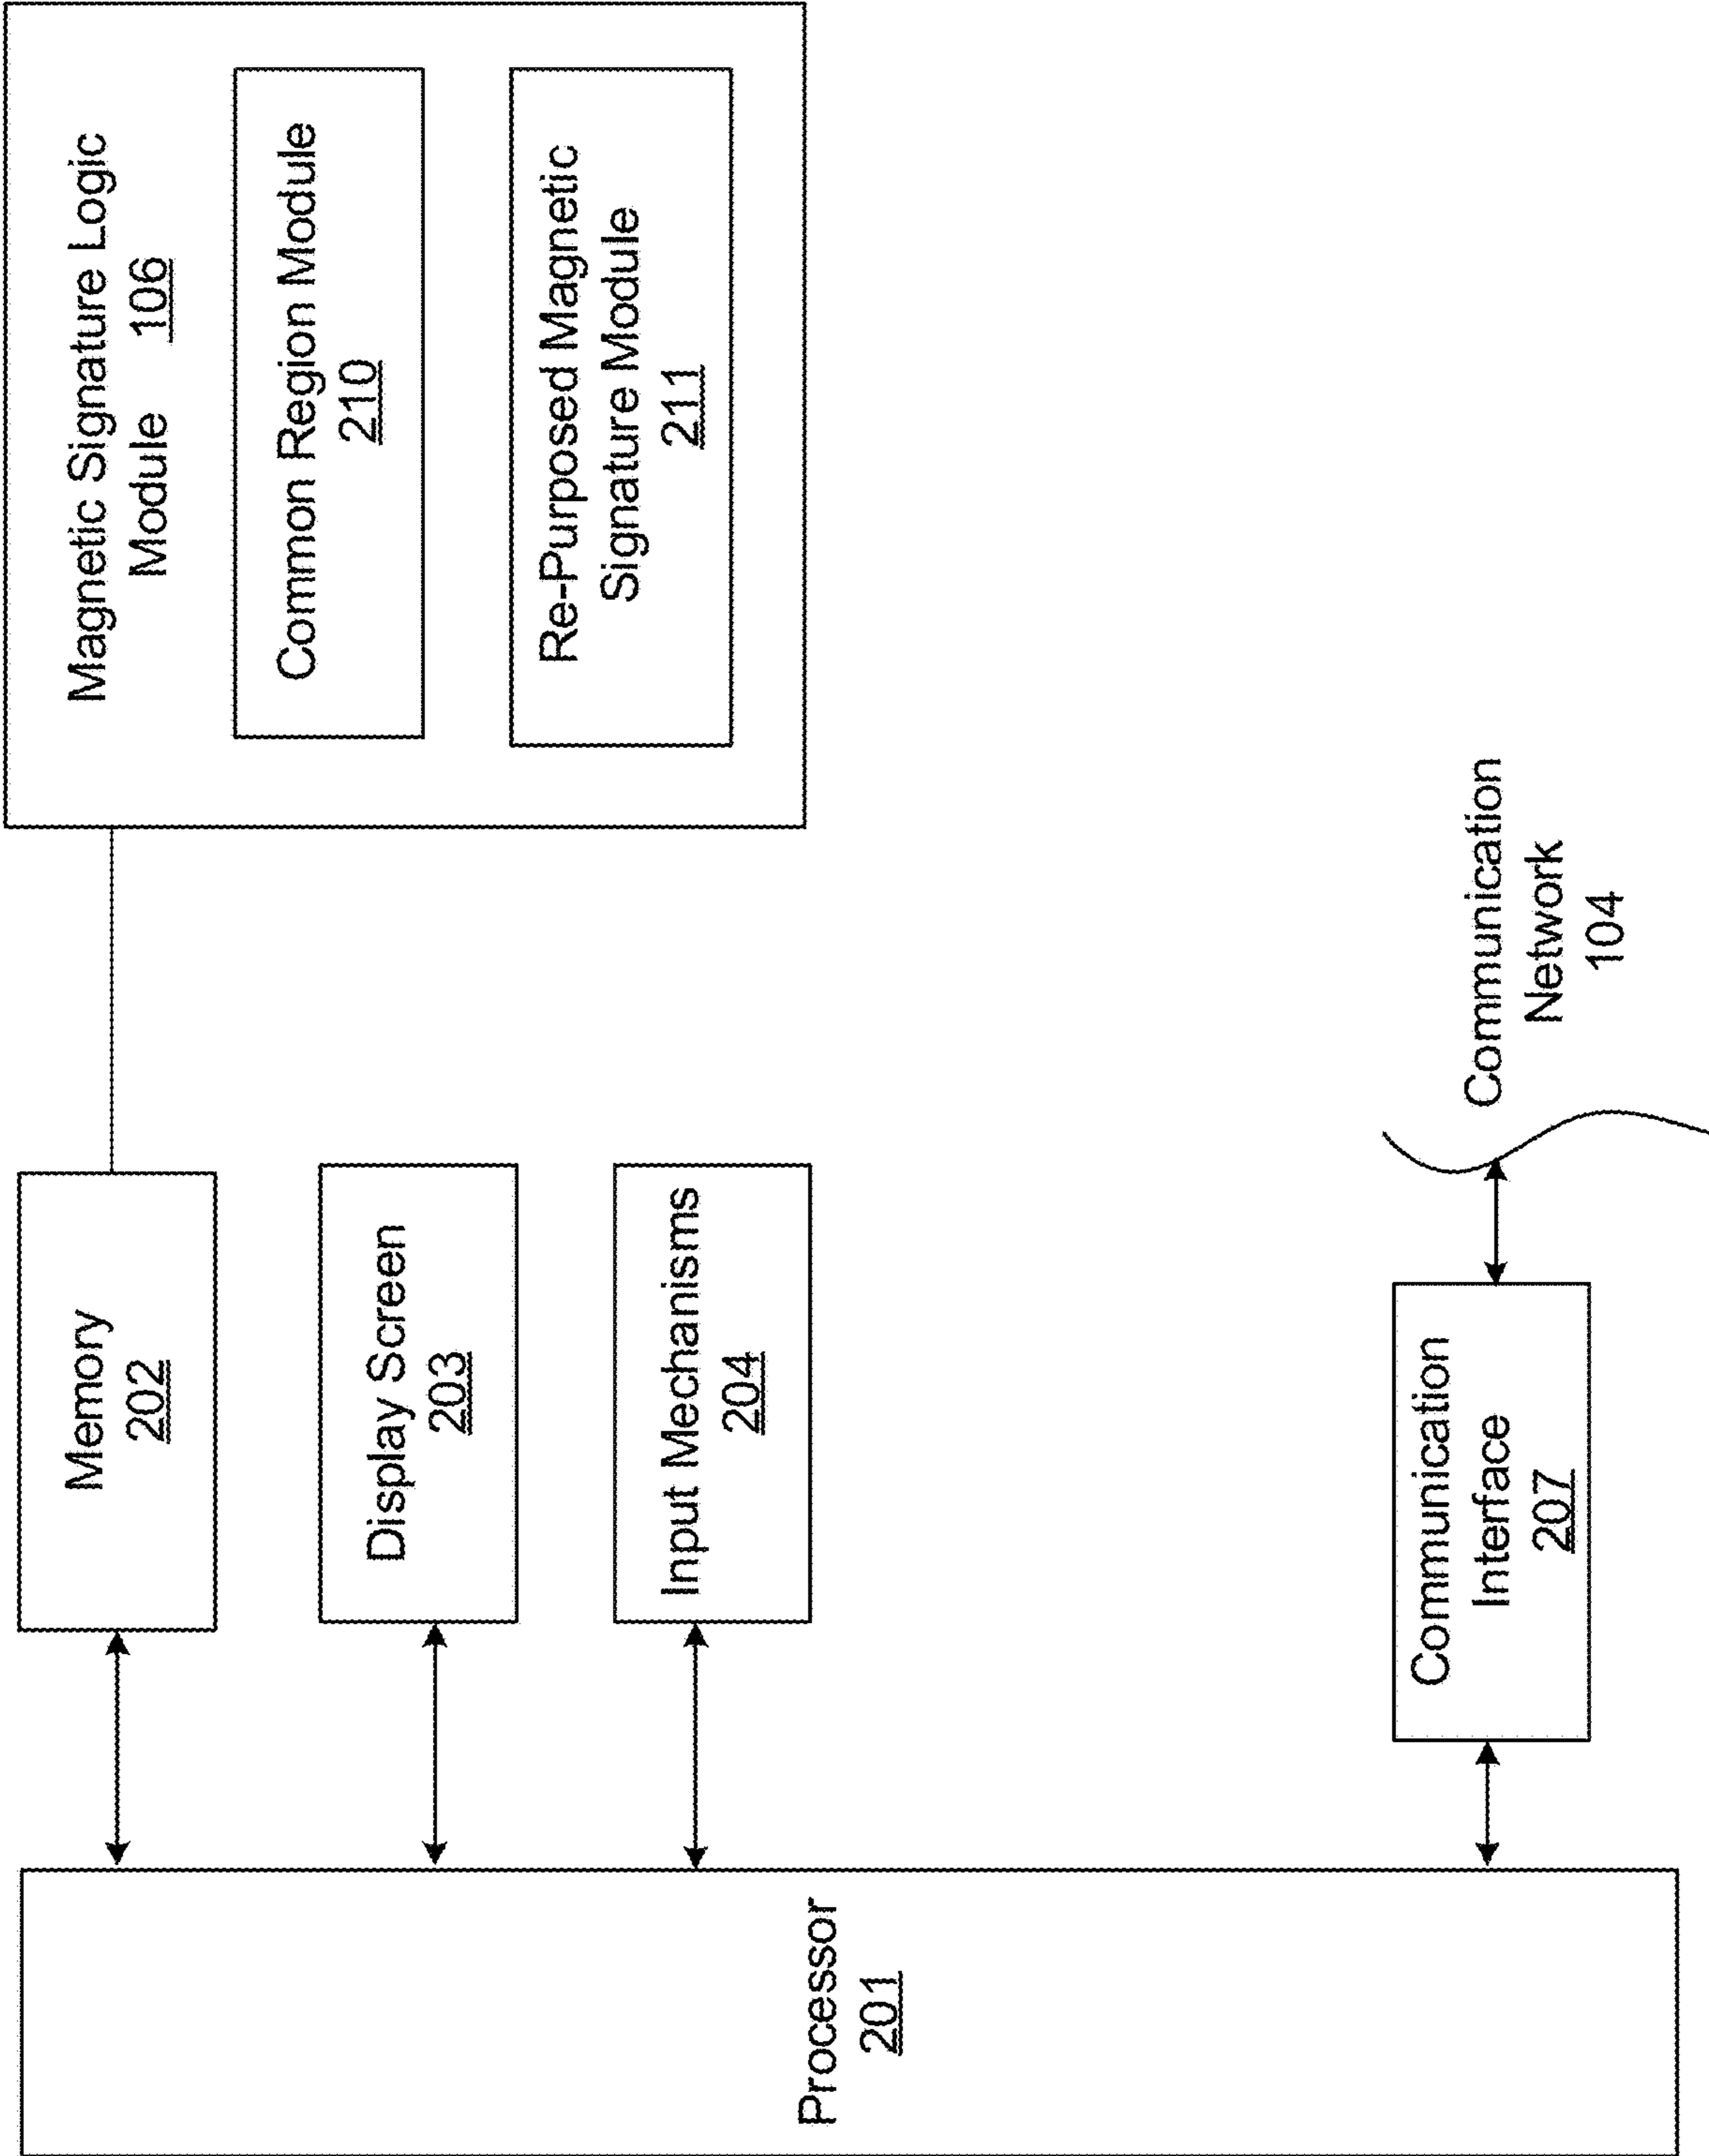 Processor
201
Memory
202
Display Screen
203
Input Mechanisms
204
Communication
Interface
207
Communication
Network
104
Magnetic Signature Logic
Module 106
Common Region Module
210
Re-Purposed Magnetic
Signature Module
211